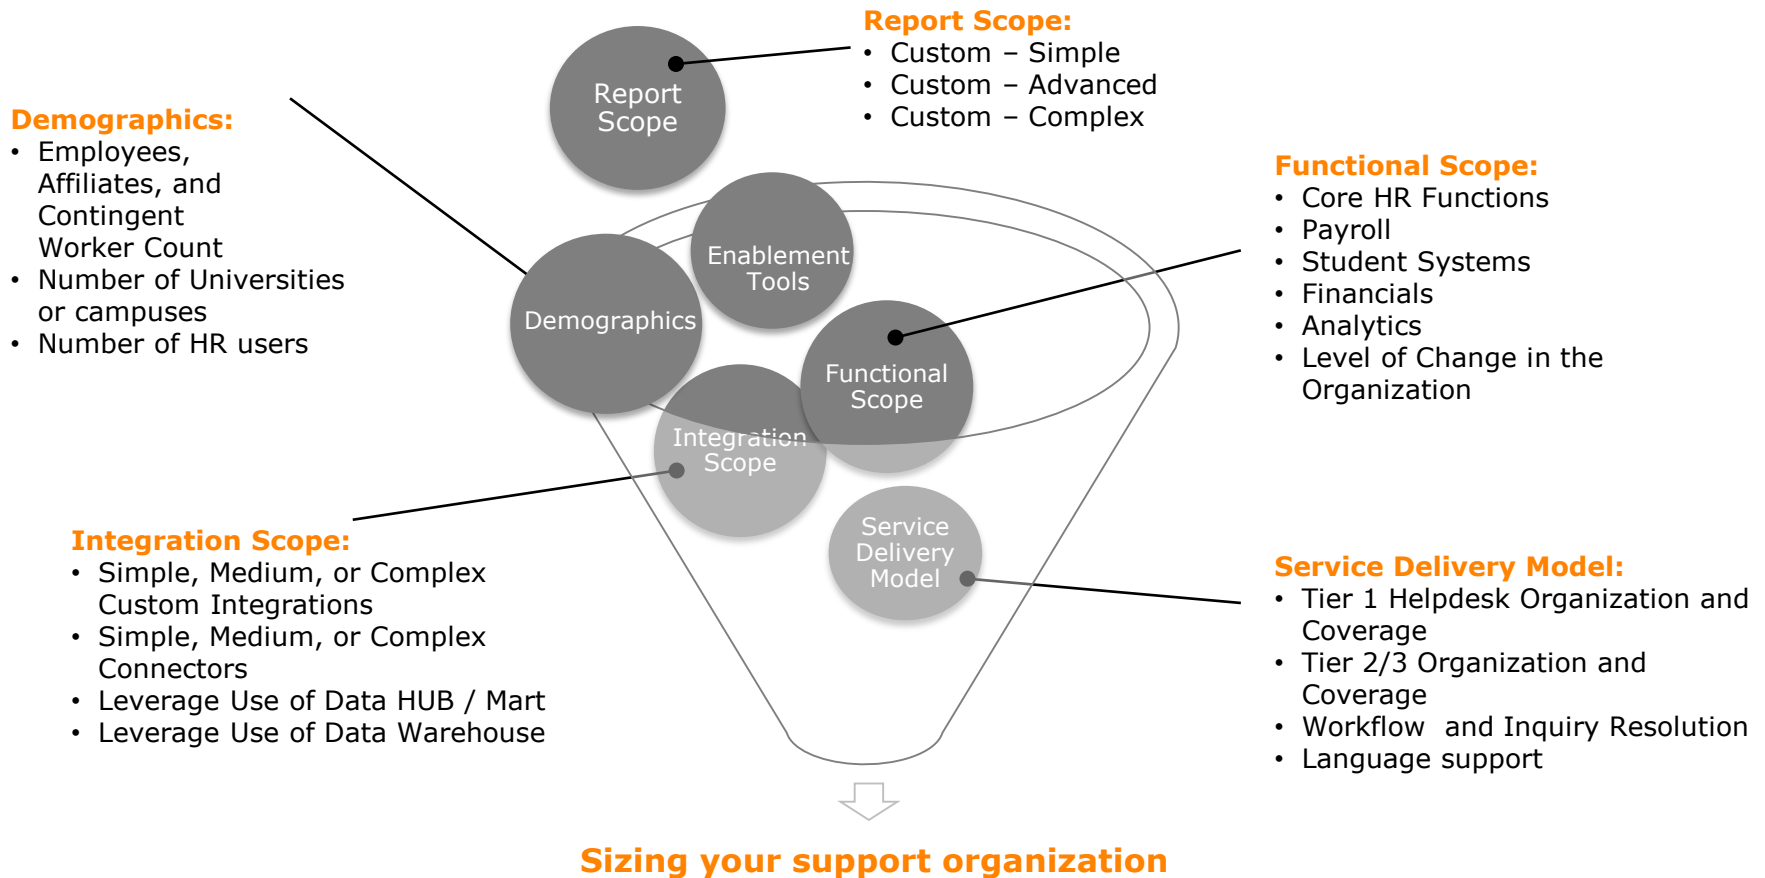 Report Scope:
• Custom – Simple
• Custom – Advanced
• Custom – Complex
Report
Scope
Demographics:
• Employees,
Affiliates, and
Contingent
Worker Count
• Number of Universities
or campuses
• Number of HR users
Enablement
Tools
Demographics
Functional
Scope
Integration
Scope
Service
Delivery
Model
Functional Scope:
• Core HR Functions
• Payroll
• Student Systems
• Financials
• Analytics
• Level of Change in the
Organization
Integration Scope:
• Simple, Medium, or Complex
Custom Integrations
• Simple, Medium, or Complex
Connectors
• Leverage Use of Data HUB / Mart
• Leverage Use of Data Warehouse
Service Delivery Model:
• Tier 1 Helpdesk Organization and
Coverage
• Tier 2/3 Organization and
Coverage
• Workflow  and Inquiry Resolution
• Language support
Sizing your support organization